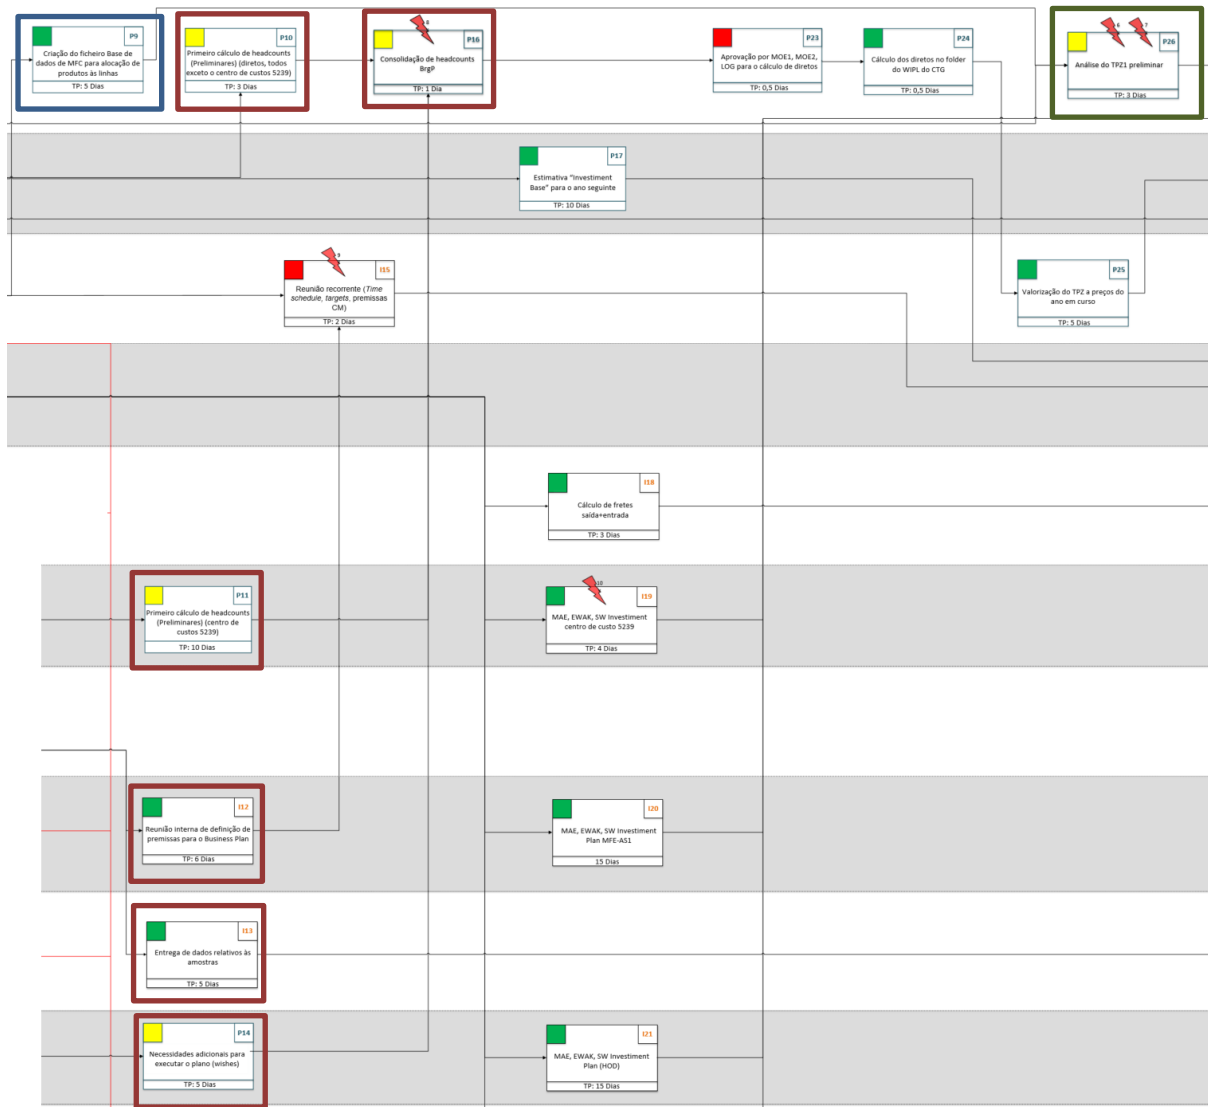 P9
Criação do ficheiro Base de
dados de MFC para alocação de
produtos às linhas
TP: 5 Dias
P10
Primeiro cálculo de headcounts
(Preliminares) (diretos, todos
exceto o centro de custos 5239)
TP: 3 Dias
8
P16
Consolidação de headcounts
BrgP
TP: 1 Dia
P23
Aprovação por MOE1, MOE2,
LOG para o cálculo de diretos
TP: 0,5 Dias
P24
Cálculo dos diretos no folder
do WIPL do CTG
TP: 0,5 Dias
6
7
P26
Análise do TPZ1 preliminar
TP: 3 Dias
P17
Estimativa "Investiment
Base" para o ano seguinte
TP: 10 Dias
9
I15
Reunião recorrente (Time
schedule, targets, premissas
CM)
TP: 2 Dias
P25
Valorização do TPZ a preços do
ano em curso
TP: 5 Dias
I18
Cálculo de fretes
saída+entrada
TP: 3 Dias
P11
Primeiro cálculo de headcounts
(Preliminares) (centro de
custos 5239)
TP: 10 Dias
10
I19
MAE, EWAK, SW Investiment
centro de custo 5239
TP: 4 Dias
I12
Reunião interna de definição de
premissas para o Business Plan
TP: 6 Dias
I20
MAE, EWAK, SW Investiment
Plan MFE-AS1
15 Dias
I13
Entrega de dados relativos às
amostras
TP: 5 Dias
P14
Necessidades adicionais para
executar o plano (wishes)
TP: 5 Dias
I21
MAE, EWAK, SW Investiment
Plan (HOD)
TP: 15 Dias